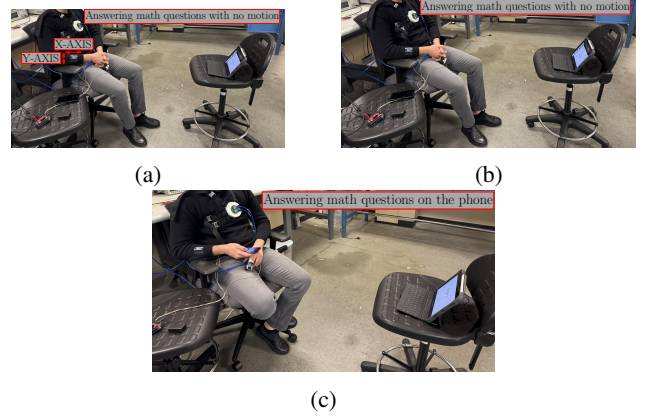 Answering math questions with no motion
X-AXIS
Y-AXIS
(a)
Answering math questions with no motion
(b)
Answering math questions on the phone
(c)